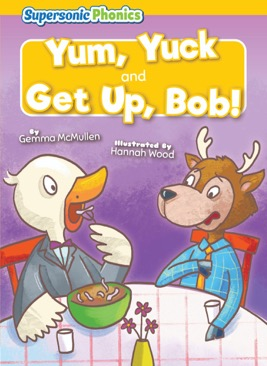 Supersonic Phonics
Yum, Yuck
and
Get Up, Bob!
By
Gemma McMullen
Illustrated By
Hannah Wood